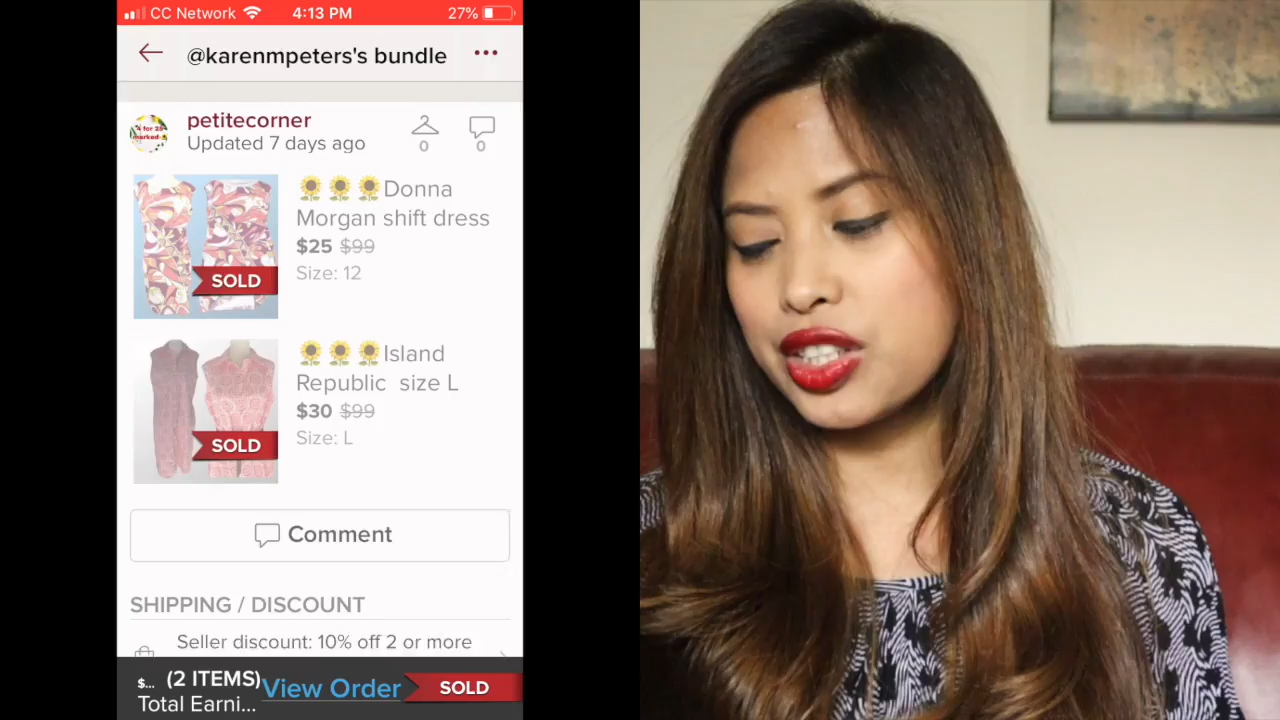 CC Network 4:13 PM 27%
@karenmpeters's bundle
petitecorner
Updated 7 days ago
0 0
🌻🌻🌻Donna
Morgan shift dress
$25 $99
Size: 12
SOLD
🌻🌻🌻Island
Republic size L
$30 $99
Size: L
SOLD
Comment
SHIPPING / DISCOUNT
Seller discount: 10% off 2 or more
$... (2 ITEMS)
Total Earni...
View Order
SOLD